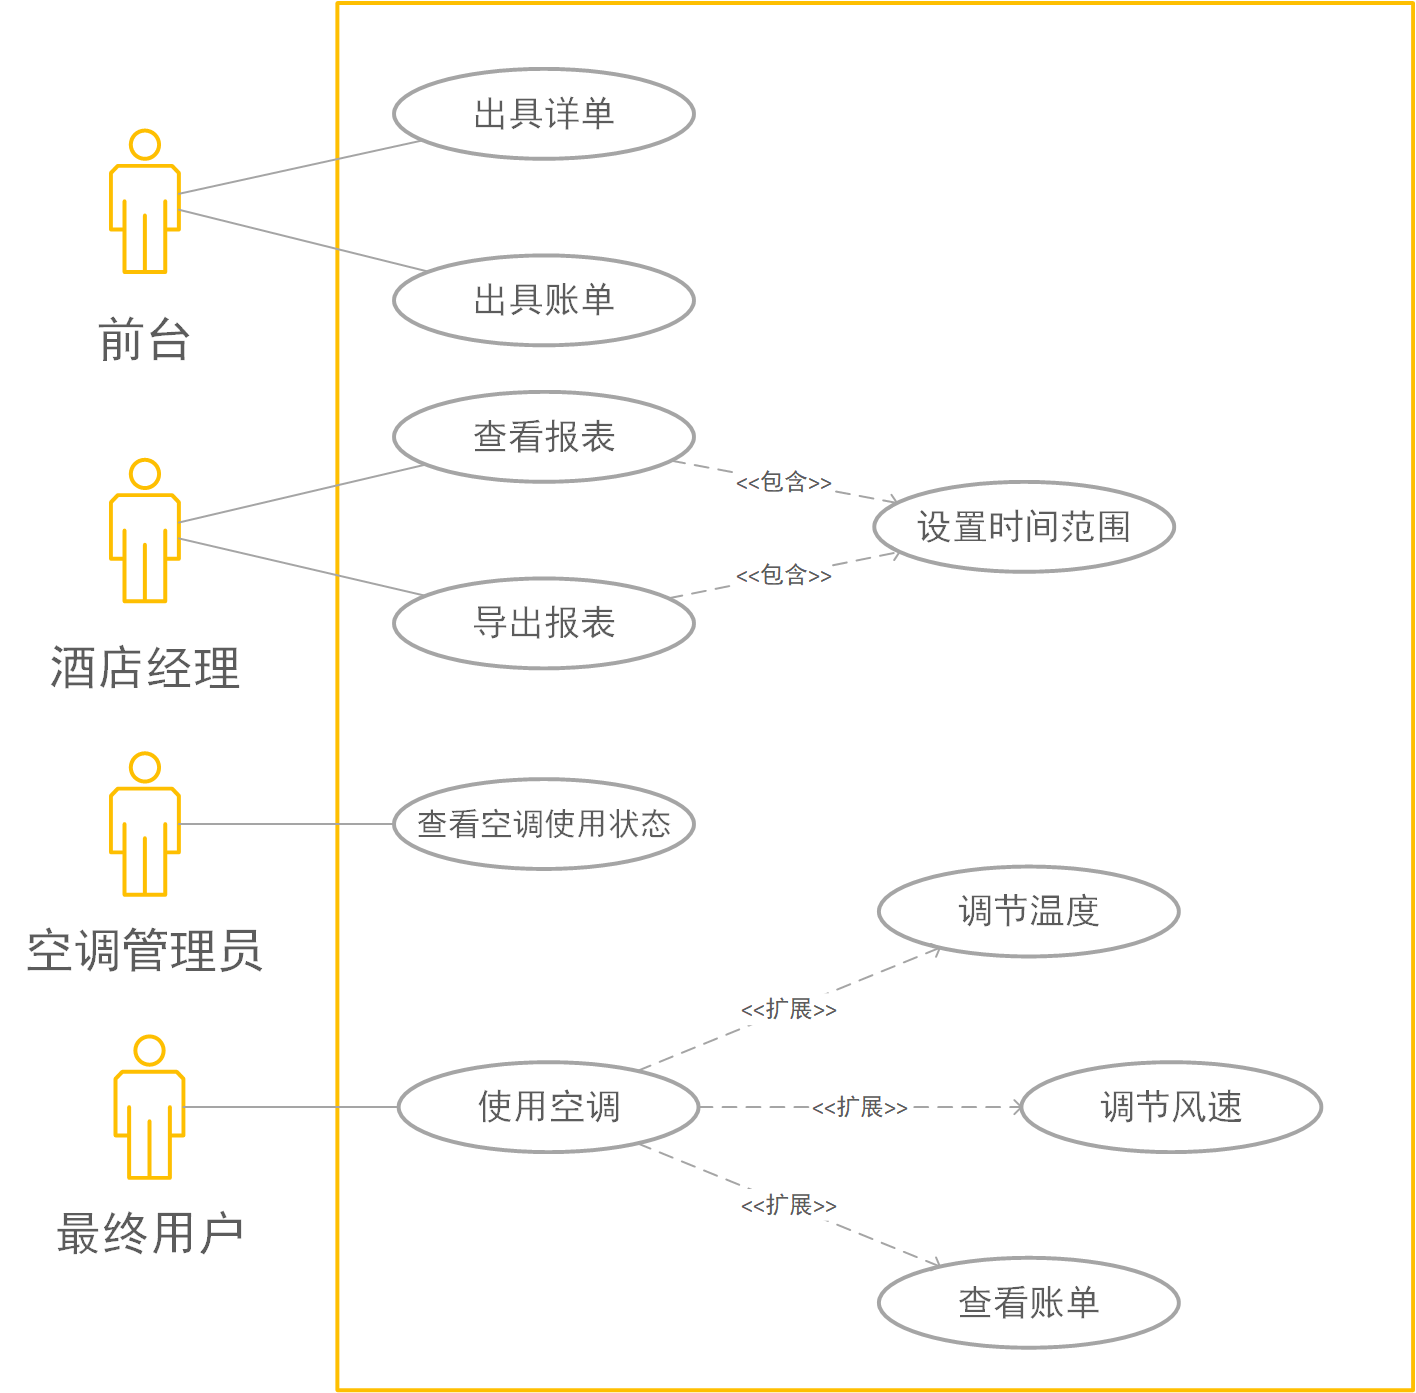 出具详单
前台
出具账单
查看报表
<<包含>>
设置时间范围
<<包含>>
导出报表
酒店经理
查看空调使用状态
空调管理员
调节温度
<<扩展>>
使用空调
<<扩展>>
调节风速
<<扩展>>
最终用户
查看账单